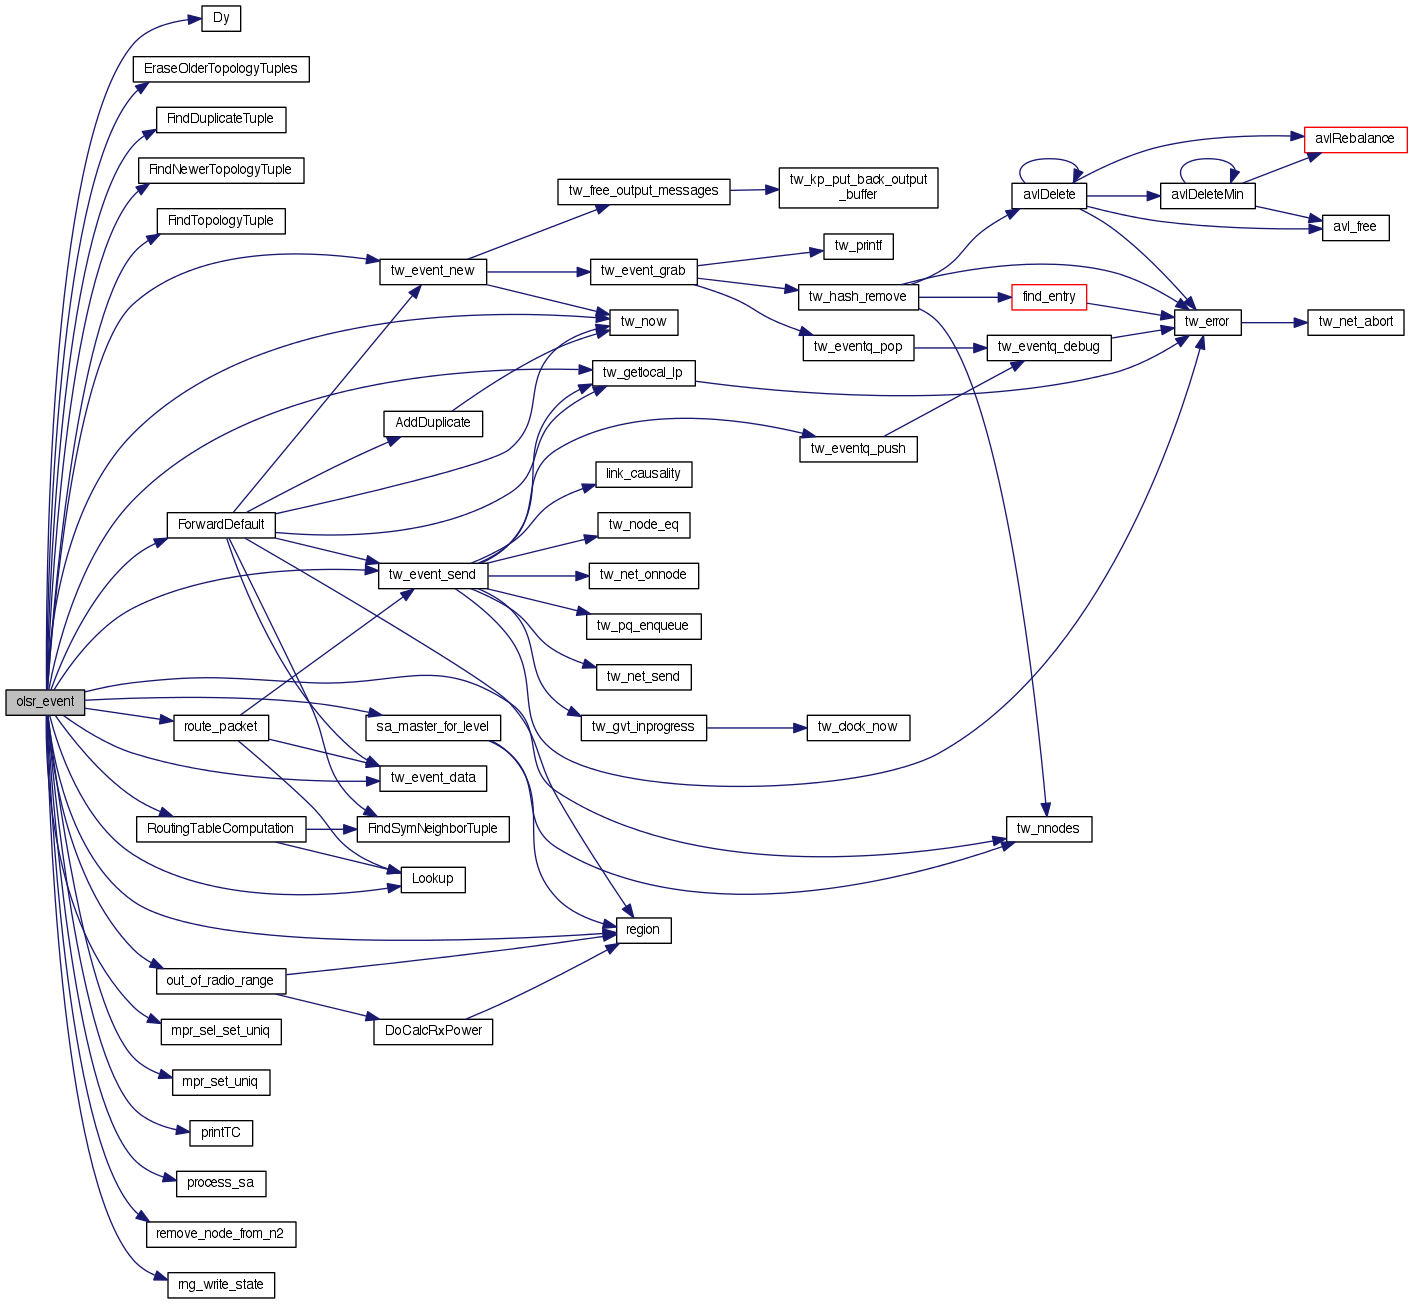 Dy
EraseOlderTopologyTuples
FindDuplicateTuple
FindNewerTopologyTuple
FindTopologyTuple
tw_event_new
tw_free_output_messages
tw_kp_put_back_output
_buffer
tw_event_grab
tw_printf
tw_hash_remove
tw_eventq_pop
avlDelete
avlDeleteMin
avlRebalance
avl_free
find_entry
tw_error
tw_net_abort
tw_eventq_debug
tw_now
tw_getlocal_lp
AddDuplicate
tw_eventq_push
link_causality
ForwardDefault
tw_node_eq
tw_event_send
tw_net_onnode
tw_pq_enqueue
tw_net_send
olsr_event
route_packet
sa_master_for_level
tw_gvt_inprogress
tw_clock_now
tw_event_data
RoutingTableComputation
FindSymNeighborTuple
tw_nnodes
Lookup
region
out_of_radio_range
DoCalcRxPower
mpr_sel_set_uniq
mpr_set_uniq
printTC
process_sa
remove_node_from_n2
rng_write_state